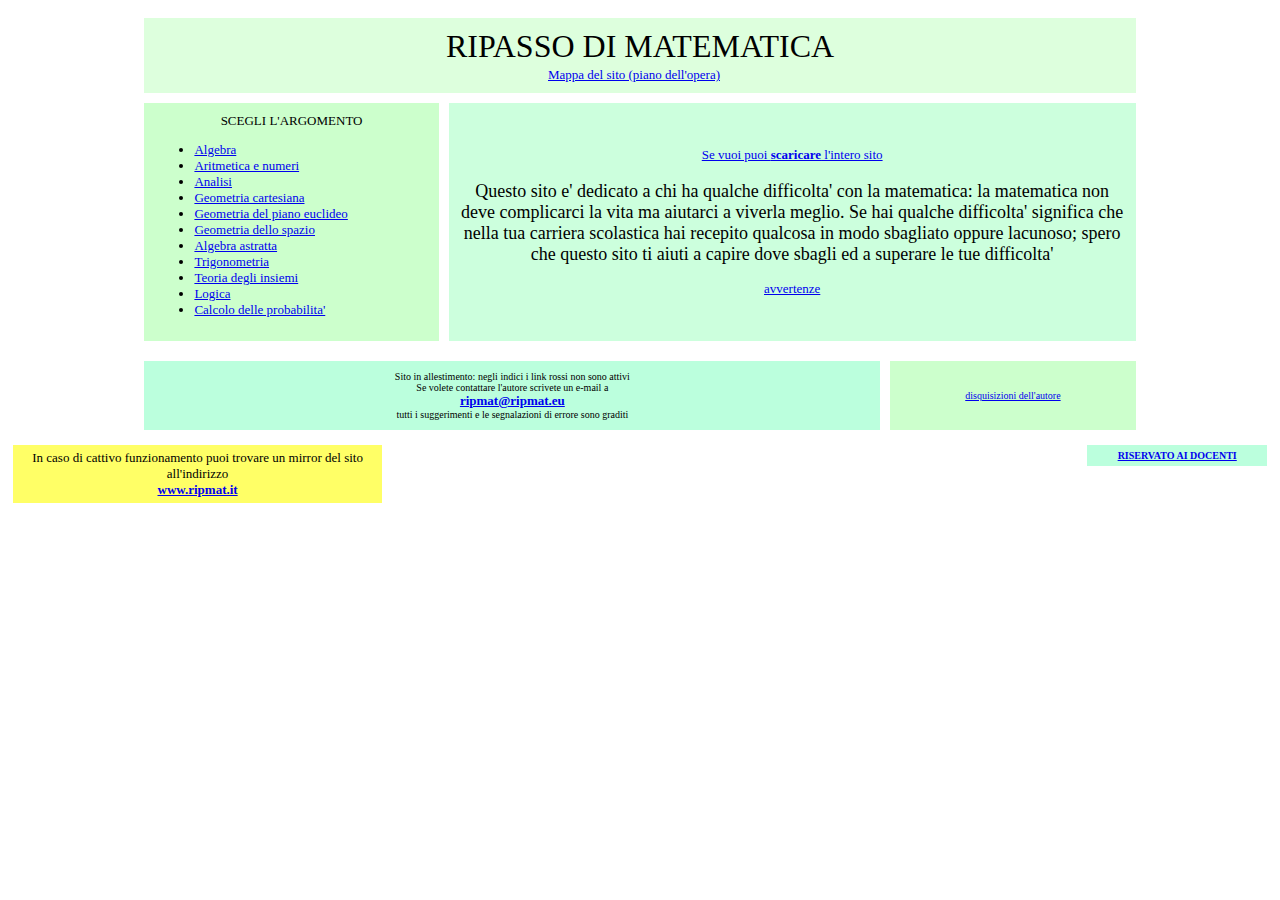 RIPASSO DI MATEMATICA
Mappa del sito (piano dell'opera)
SCEGLI L'ARGOMENTO
Algebra
Aritmetica e numeri
Analisi
Geometria cartesiana
Geometria del piano euclideo
Geometria dello spazio
Algebra astratta
Trigonometria
Teoria degli insiemi
Logica
Calcolo delle probabilita'
Se vuoi puoi scaricare l'intero sito
Questo sito e' dedicato a chi ha qualche difficolta' con la matematica: la matematica non
deve complicarci la vita ma aiutarci a viverla meglio. Se hai qualche difficolta' significa che
nella tua carriera scolastica hai recepito qualcosa in modo sbagliato oppure lacunoso; spero
che questo sito ti aiuti a capire dove sbagli ed a superare le tue difficolta'
avvertenze
Sito in allestimento: negli indici i link rossi non sono attivi
Se volete contattare l'autore scrivete un e-mail a
ripmat@ripmat.eu
tutti i suggerimenti e le segnalazioni di errore sono graditi
disquisizioni dell'autore
In caso di cattivo funzionamento puoi trovare un mirror del sito
all'indirizzo
www.ripmat.it
RISERVATO AI DOCENTI